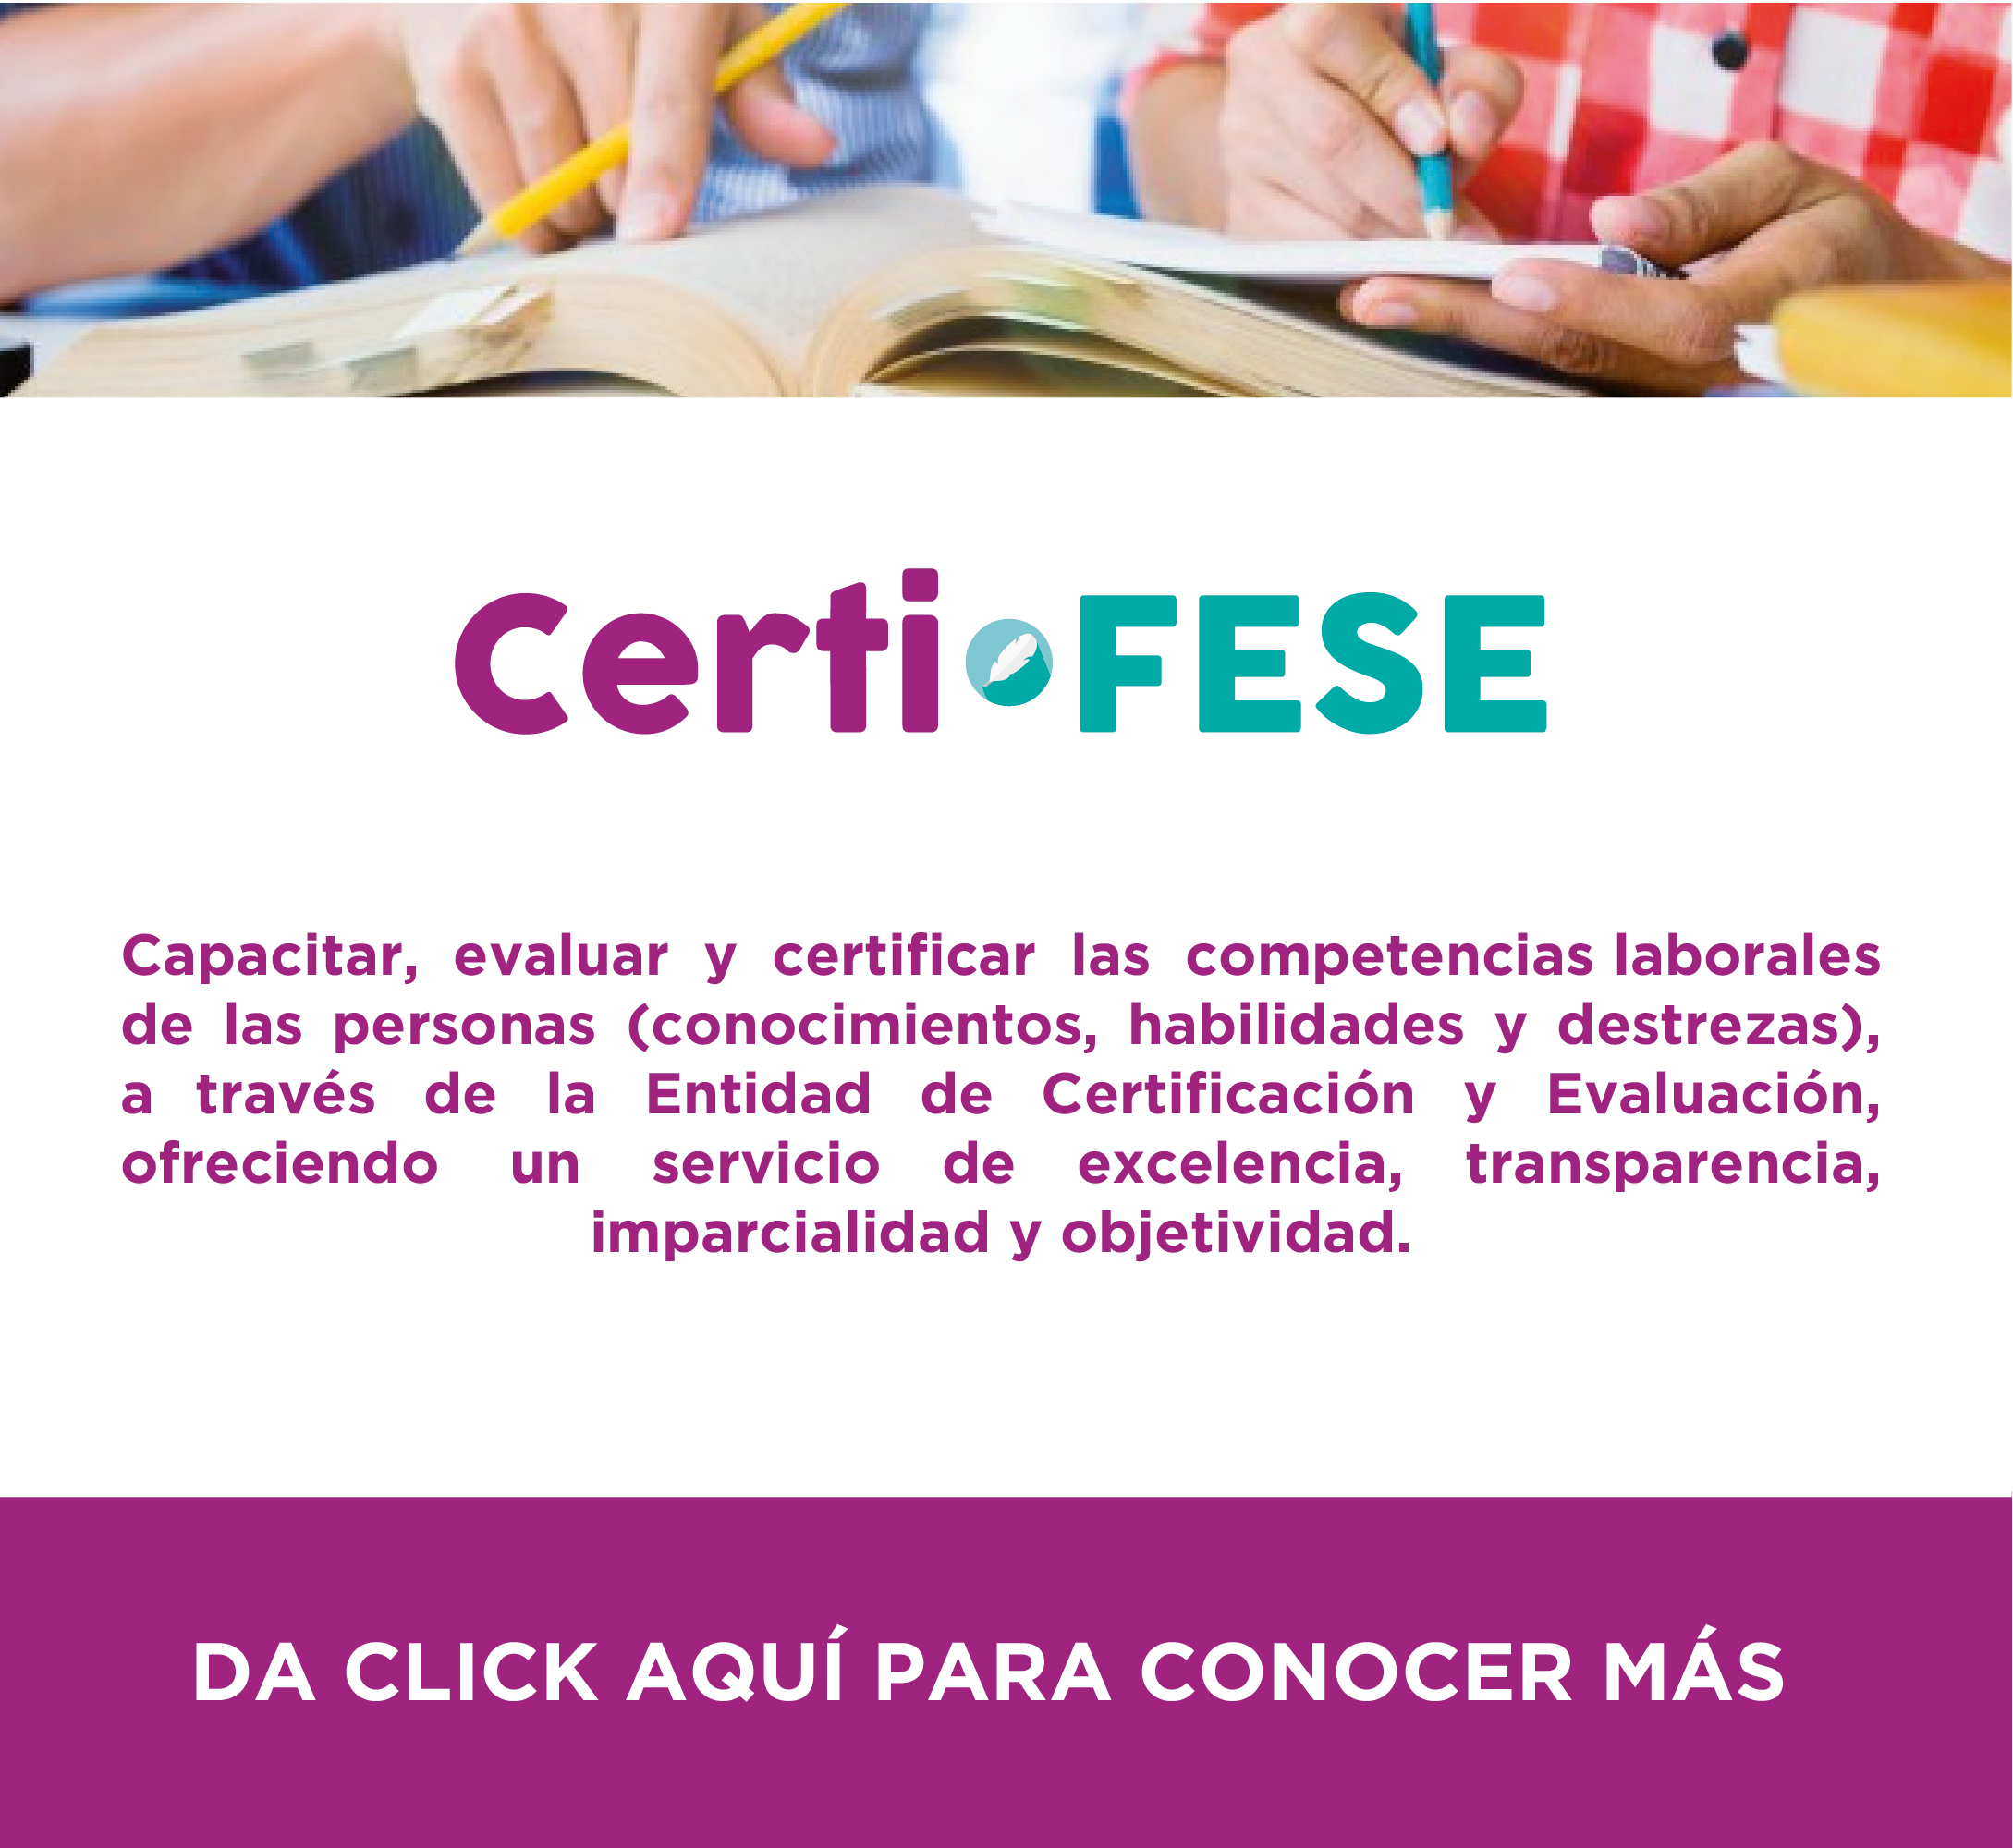 Certi FESE
Capacitar, evaluar y certificar las competencias laborales
de las personas (conocimientos, habilidades y destrezas),
a través de la Entidad de Certificación y Evaluación,
ofreciendo un servicio de excelencia, transparencia,
imparcialidad y objetividad.
DA CLICK AQUÍ PARA CONOCER MÁS